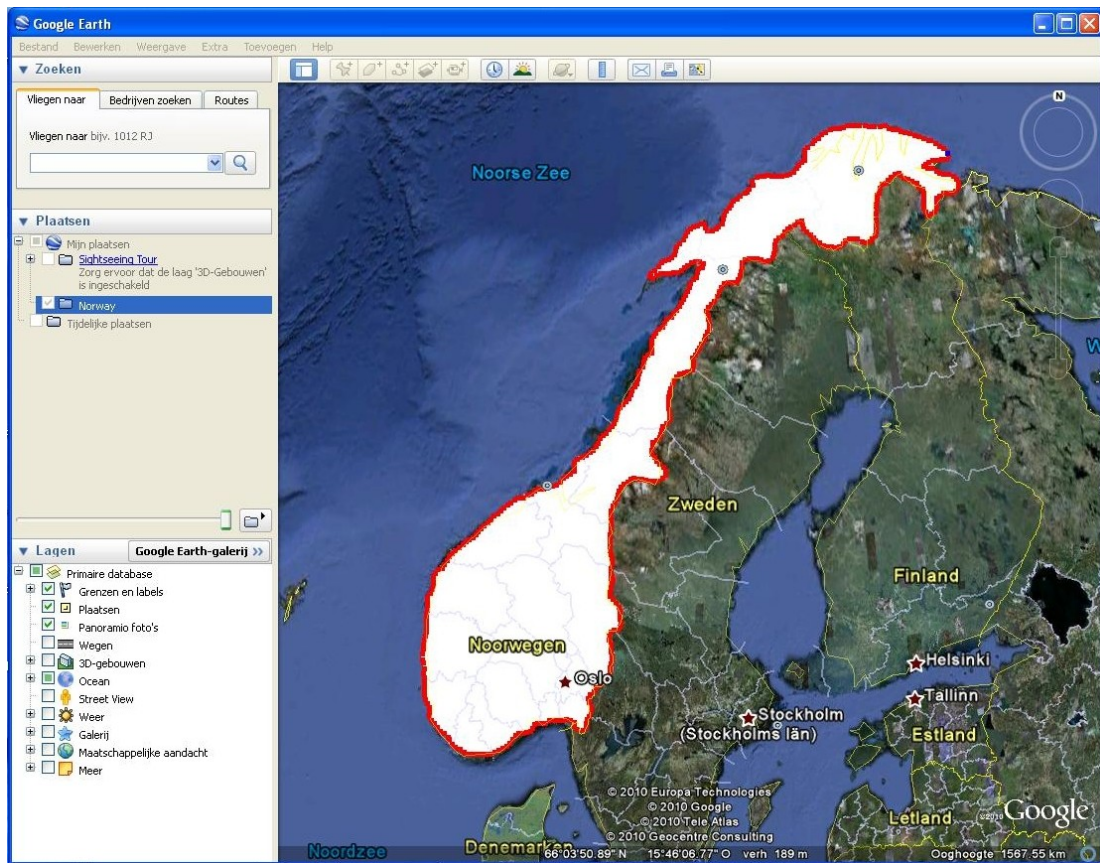 Google Earth
Bestand Bewerken Weergave Extra Toevoegen Help
Zoeken
Vliegen naar Bedrijven zoeken Routes
Vliegen naar bijv. 1012 RJ
Plaatsen
Mijn plaatsen
Sightseeing Tour
Zorg ervoor dat de laag '3D-Gebouwen'
is ingeschakeld
Norway
Tijdelijke plaatsen
Lagen
Google Earth-galerij >>
Primaire database
Grenzen en labels
Plaatsen
Panoramio foto's
Wegen
3D-gebouwen
Ocean
Street View
Weer
Galerij
Maatschappelijke aandacht
Meer
N
Noorse Zee
W
Zweden
Finland
Noorwegen
Oslo
Helsinki
Tallinn
Stockholm
(Stockholms län)
Estland
© 2010 Europa Technologies
© 2010 Google
© 2010 Tele Atlas
© 2010 Geocentre Consulting
Letland
©2010 Google
Noordzee
Denemarken
66°03'50.89" N 15°46'06.77" O verh 189 m
Ooghoogte 1567.55 km